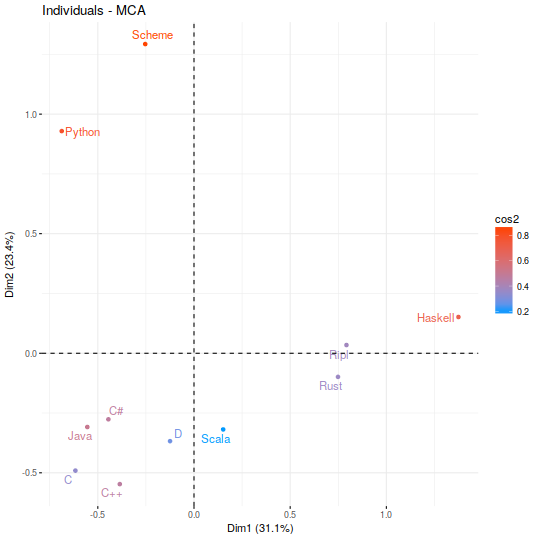 Individuals - MCA
Scheme
Python
Haskell
Ripl
Rust
C#
Java
D
Scala
C
C++
1.0
0.5
0.0
-0.5
-0.5
0.0
0.5
1.0
Dim1 (31.1%)
Dim2 (23.4%)
cos2
0.8
0.6
0.4
0.2